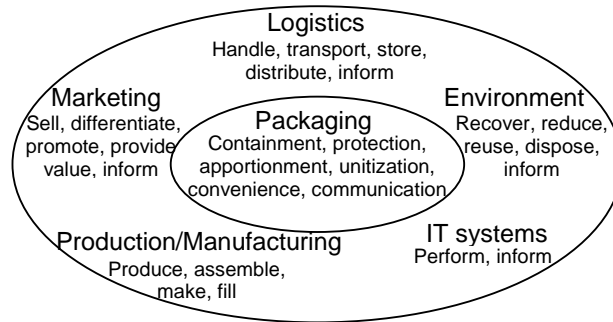 Logistics
Handle, transport, store,
distribute, inform
Marketing
Sell, differentiate,
promote, provide
value, inform
Packaging
Containment, protection,
apportionment, unitization,
convenience, communication
Environment
Recover, reduce,
reuse, dispose,
inform
Production/Manufacturing
Produce, assemble,
make, fill
IT systems
Perform, inform